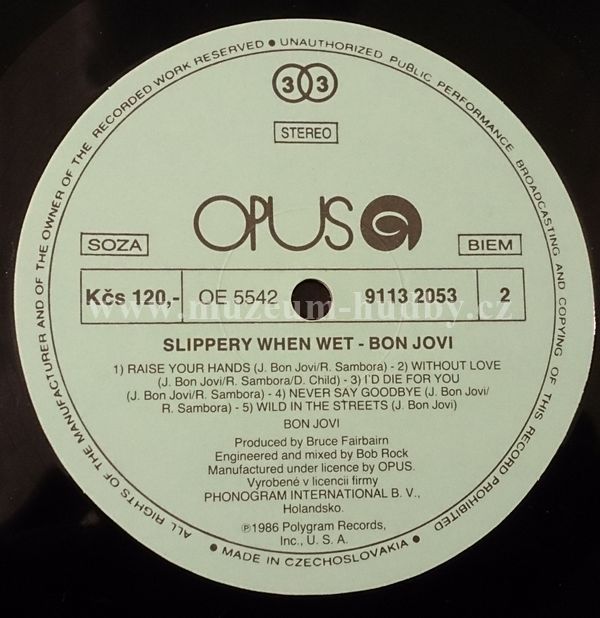 ALL RIGHTS OF THE MANUFACTURER AND OF THE OWNER OF THE RECORDED WORK RESERVED ● UNAUTHORIZED PUBLIC PERFORMANCE BROADCASTING AND COPYING OF THIS RECORD PROHIBITED
33
STEREO
OPUS
SOZA
BIEM
Kčs 120,- OE 5542 9113 2053 2
www.muzeum-hudby.cz
SLIPPERY WHEN WET - BON JOVI
1) RAISE YOUR HANDS (J. Bon Jovi/R. Sambora) - 2) WITHOUT LOVE
(J. Bon Jovi/R. Sambora/D. Child) - 3) I`D DIE FOR YOU
(J. Bon Jovi/R. Sambora) - 4) NEVER SAY GOODBYE (J. Bon Jovi/
R. Sambora) - 5) WILD IN THE STREETS (J. Bon Jovi)
BON JOVI
Produced by Bruce Fairbairn
Engineered and mixed by Bob Rock
Manufactured under licence by OPUS.
Vyrobené v licencii firmy
PHONOGRAM INTERNATIONAL B. V.,
Holandsko.
℗1986 Polygram Records,
Inc., U. S. A.
● MADE IN CZECHOSLOVAKIA ●